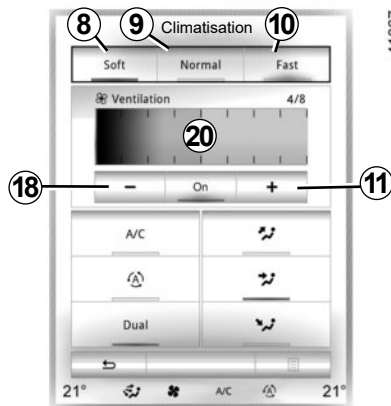 8 9 10
Climatisation
Soft Normal Fast
Ventilation 4/8
20
18 − On + 11
A/C
A
Dual
21° A/C A 21°